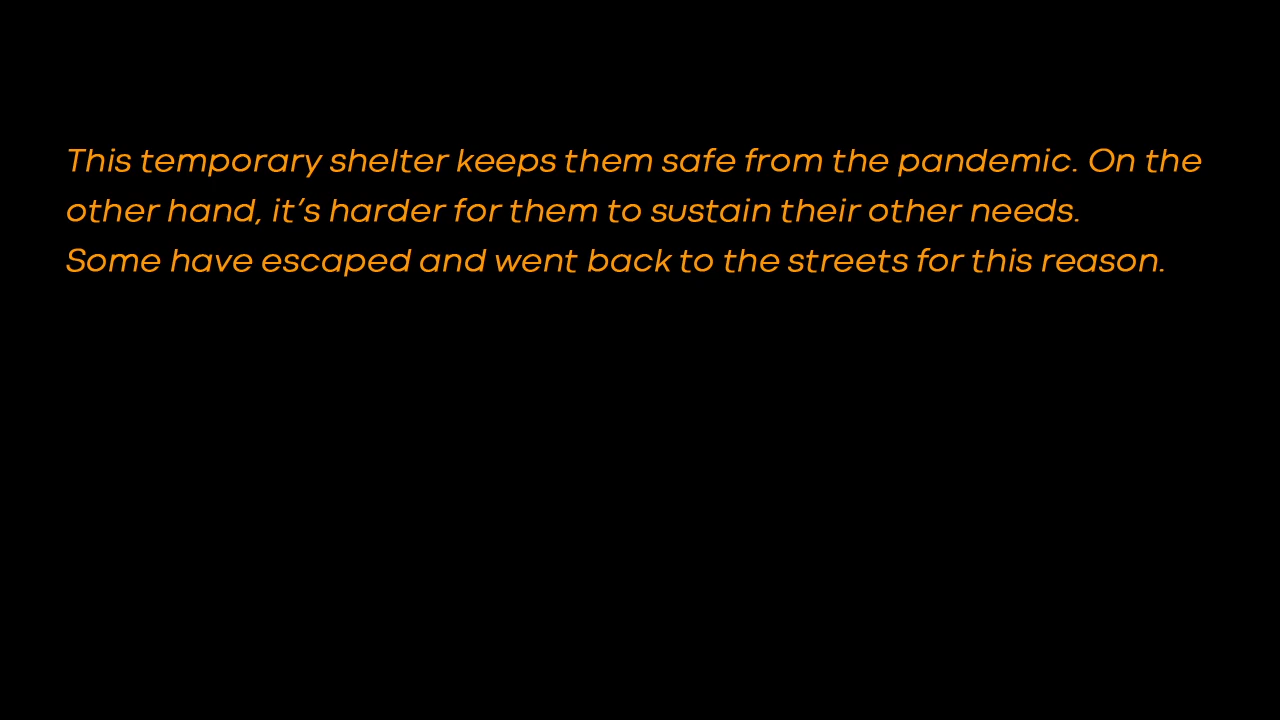 This temporary shelter keeps them safe from the pandemic. On the
other hand, it’s harder for them to sustain their other needs.
Some have escaped and went back to the streets for this reason.